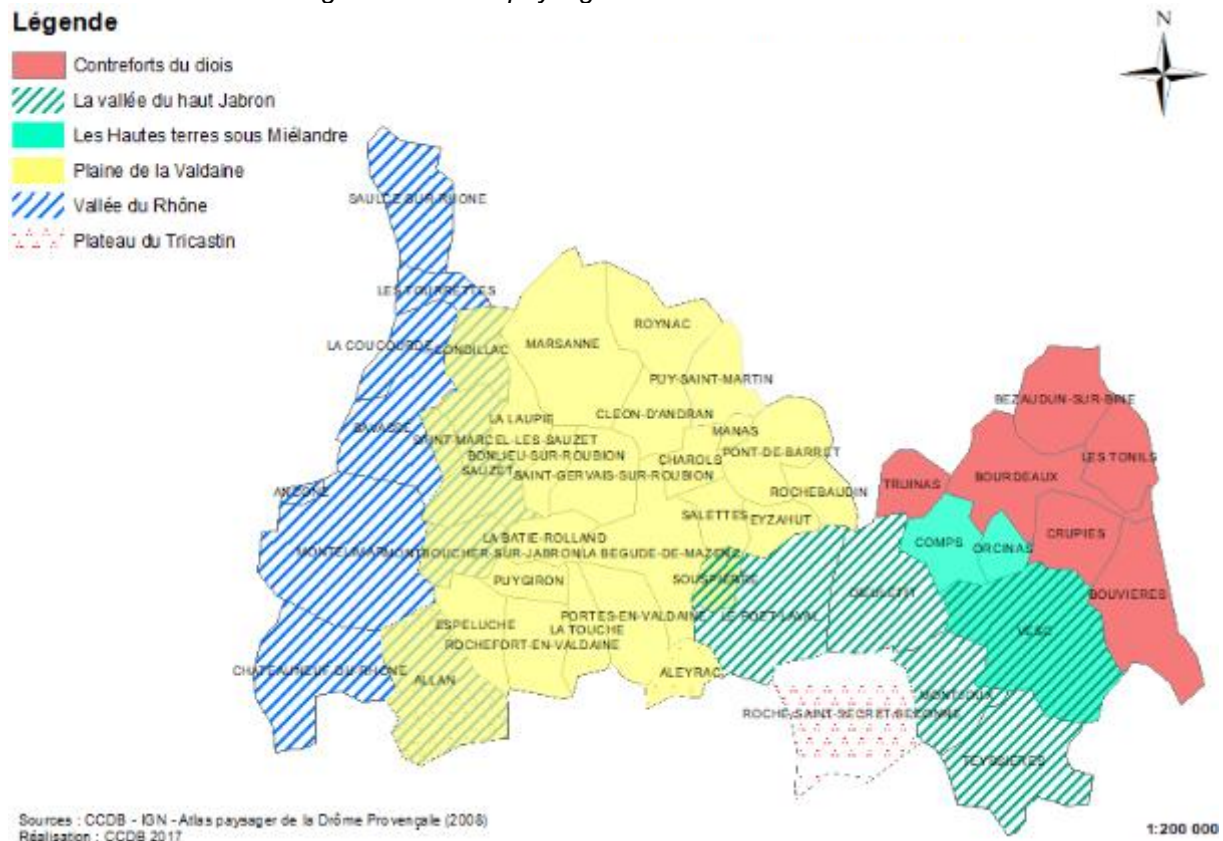 Légende
N
Contreforts du diois
La vallée du haut Jabron
Les Hautes terres sous Miélandre
Plaine de la Valdaine
Vallée du Rhône
Plateau du Tricastin
SAULCE-SUR-RHONE
LES TOURRETTES
LA COUCOURDE
CONDILLAC
MARSANNE
ROYNAC
PUY-SAINT-MARTIN
LA LAUPIE
CLEON-D'ANDRAN
SAVASSE
SAINT-MARCEL-LES-SAUZET
MANAS
BONLIEU-SUR-ROUBION
PONT-DE-BARRET
SAUZET
CHAROLS
SAINT-GERVAIS-SUR-ROUBION
ANCONE
ROCHEBAUDIN
BEZAUDUN-SUR-BINE
LES TONILS
TRUINAS
BOURDEAUX
SALETTES
EYZAHUT
CRUPIES
COMPS
ORCINAS
LA BATIE-ROLLAND
MONTELIMAR
MONTBOUCHER-SUR-JABRON
LA BEGUDE-DE-MAZENC
PUYGIRON
SOUSPIERRE
DIEULEFIT
BOUVIERES
LE POET-LAVAL
VESC
ESPELUCHE
PORTES-EN-VALDAINE
LA TOUCHE
ROCHEFORT-EN-VALDAINE
CHATEAUNEUF-DU-RHONE
ALLAN
ALEYRAC
MONTJOUX
ROCHE-SAINT-SECRET-BECONNE
TEYSSIERES
Sources : CCDB - IGN - Atlas paysager de la Drôme Provençale (2008)
Réalisation : CCDB 2017
1:200 000